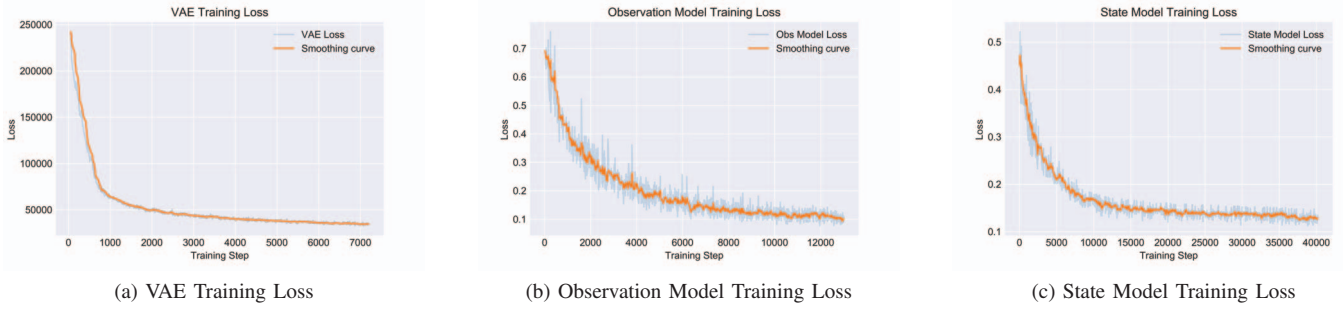 VAE Training Loss
250000
200000
150000
100000
50000
Loss
VAE Loss
Smoothing curve
0 1000 2000 3000 4000 5000 6000 7000
Training Step
(a) VAE Training Loss
Observation Model Training Loss
0.7
0.6
0.5
0.4
0.3
0.2
0.1
Loss
Obs Model Loss
Smoothing curve
0 2000 4000 6000 8000 10000 12000
Training Step
(b) Observation Model Training Loss
State Model Training Loss
0.5
0.4
0.3
0.2
0.1
Loss
State Model Loss
Smoothing curve
0 5000 10000 15000 20000 25000 30000 35000 40000
Training Step
(c) State Model Training Loss